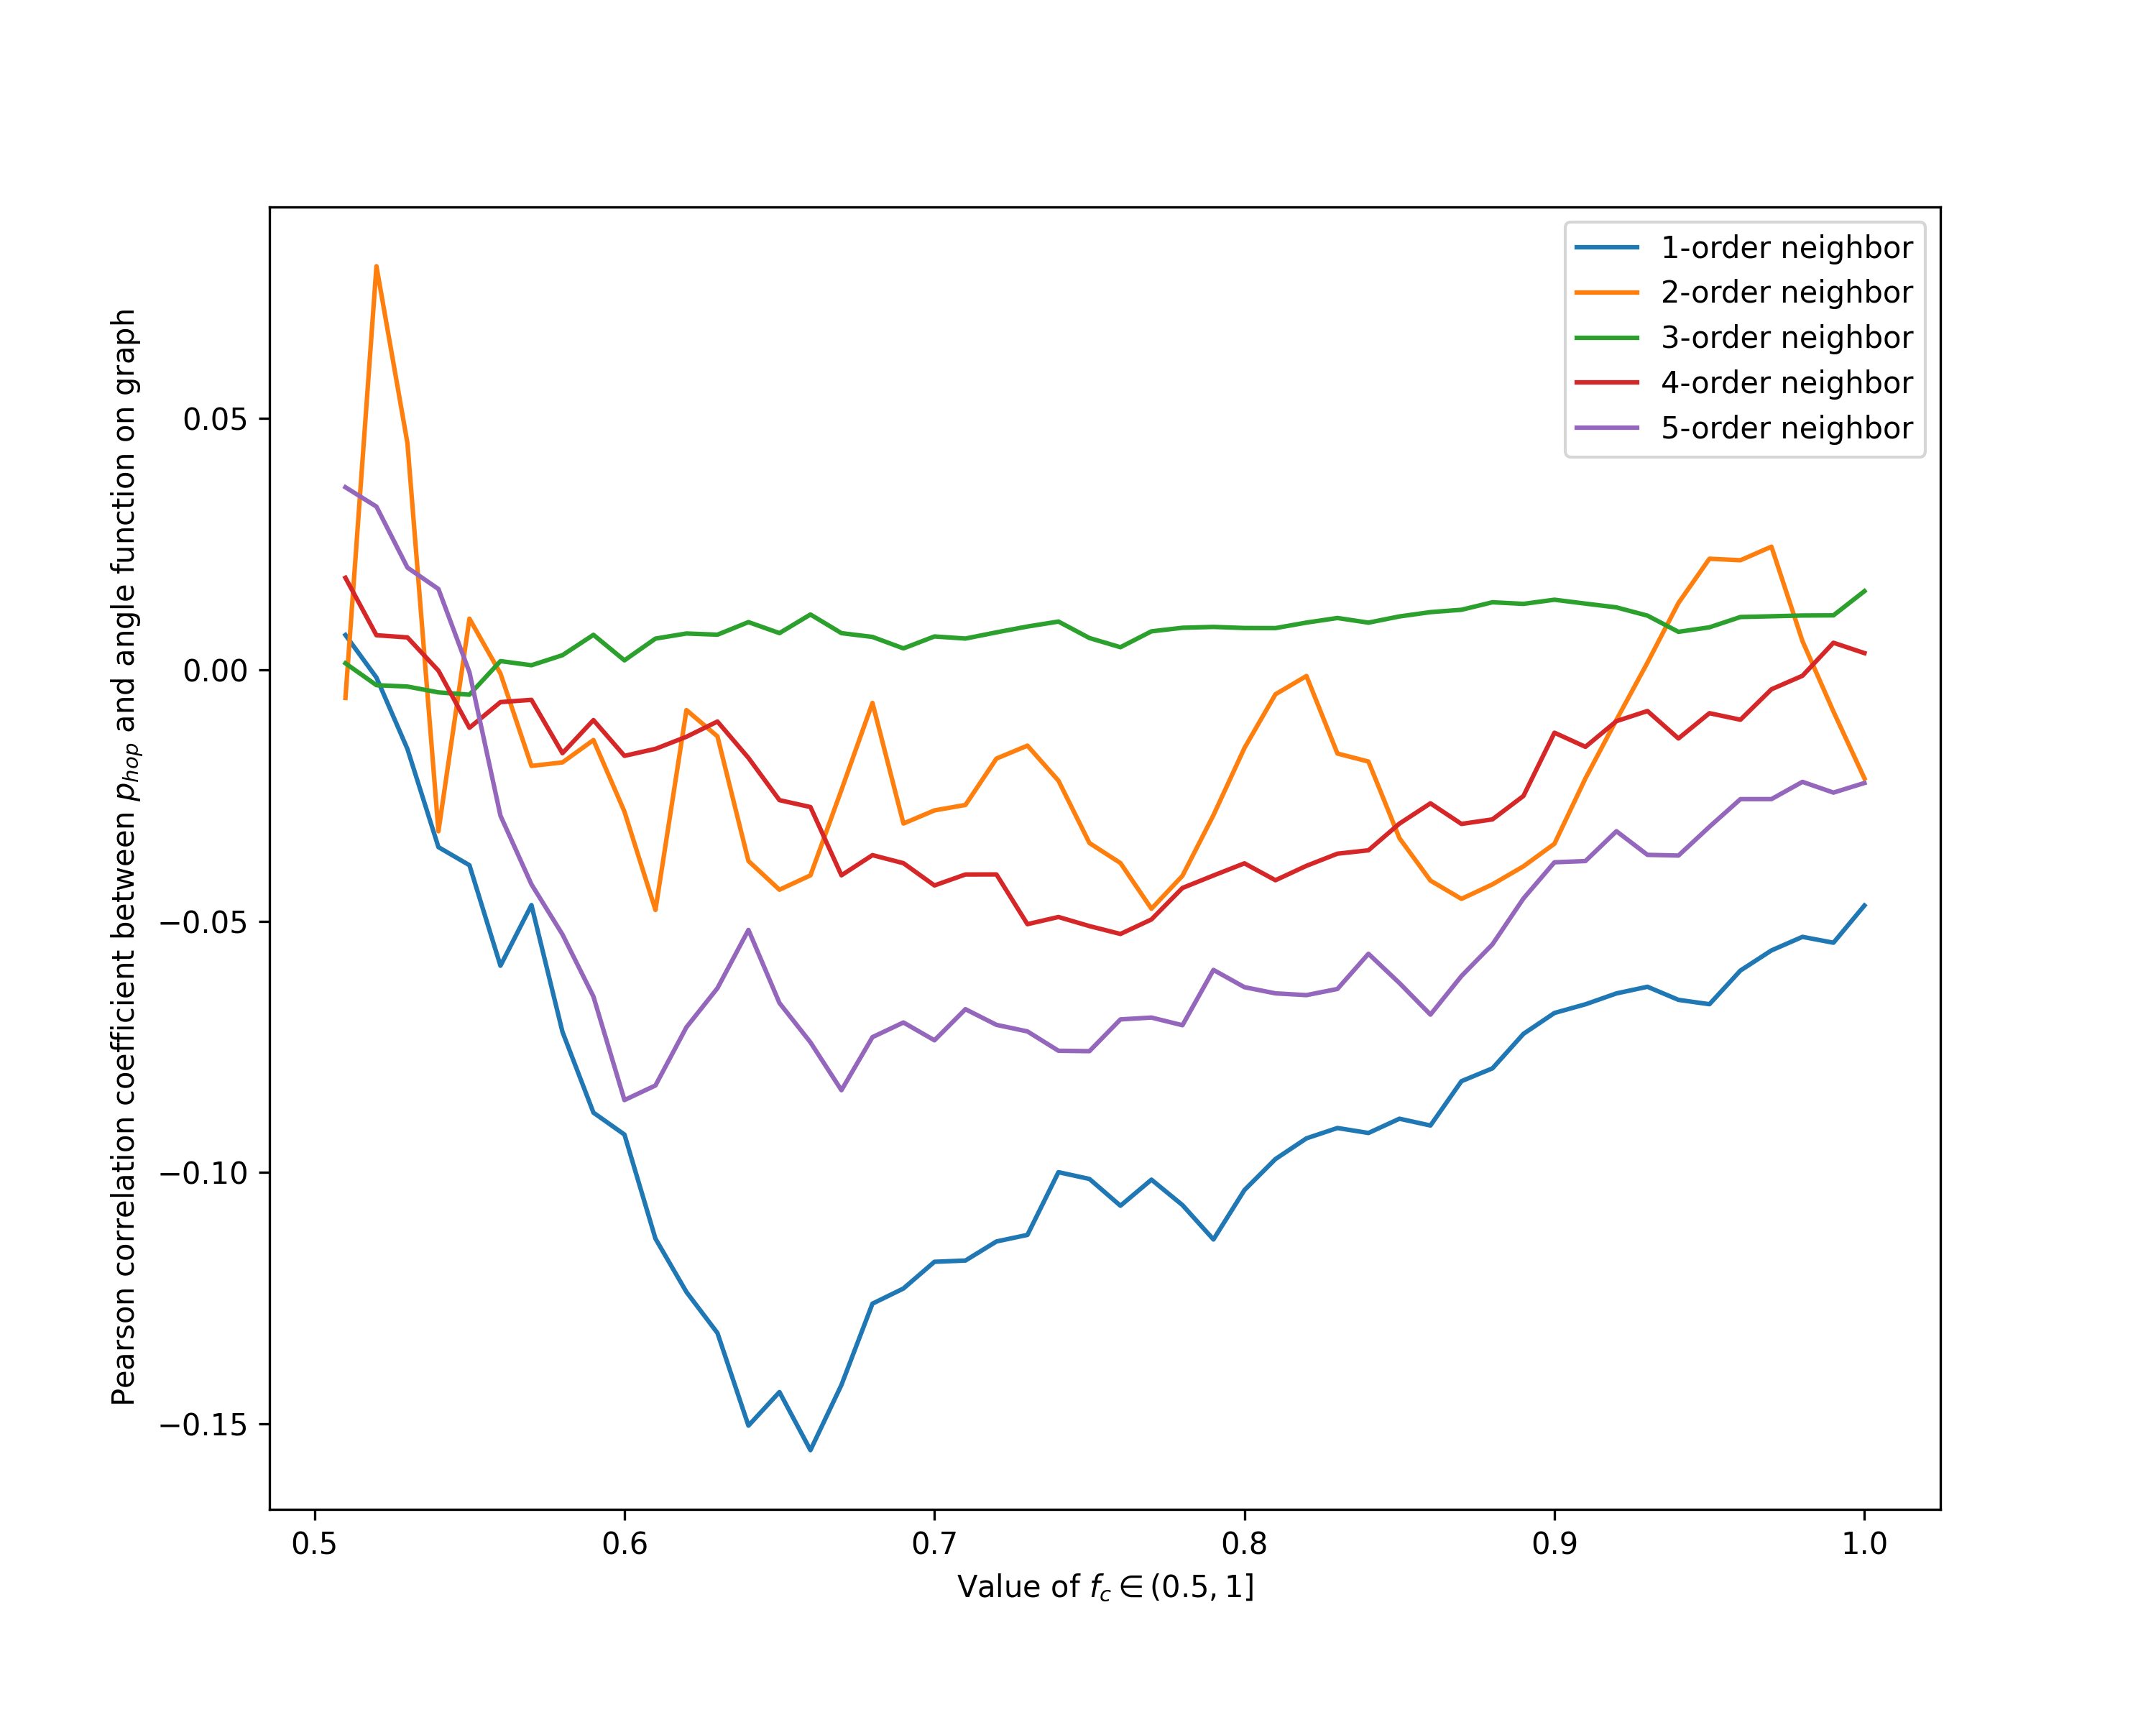 1-order neighbor
2-order neighbor
3-order neighbor
4-order neighbor
5-order neighbor
Pearson correlation coefficient between p_hop and angle function on graph
0.05
0.00
−0.05
−0.10
−0.15
0.5 0.6 0.7 0.8 0.9 1.0
Value of f_c ∈ (0.5, 1]